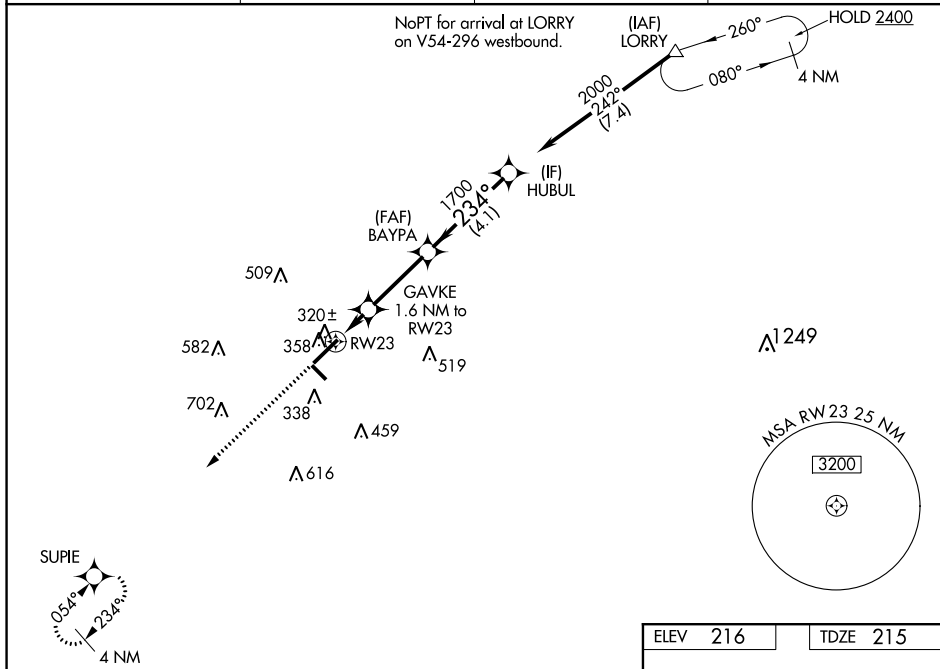 NoPT for arrival at LORRY
on V54-296 westbound.
(IAF)
LORRY
260°
HOLD 2400
080°
4 NM
2000
242°
(7.4)
(IF)
HUBUL
1700
234°
(4.1)
(FAF)
BAYPA
509
GAVKE
1.6 NM to
RW23
320±
358
RW23
582
519
1249
702
338
459
616
MSA RW 23 25 NM
3200
SUPIE
054°
234°
4 NM
ELEV 216
TDZE 215